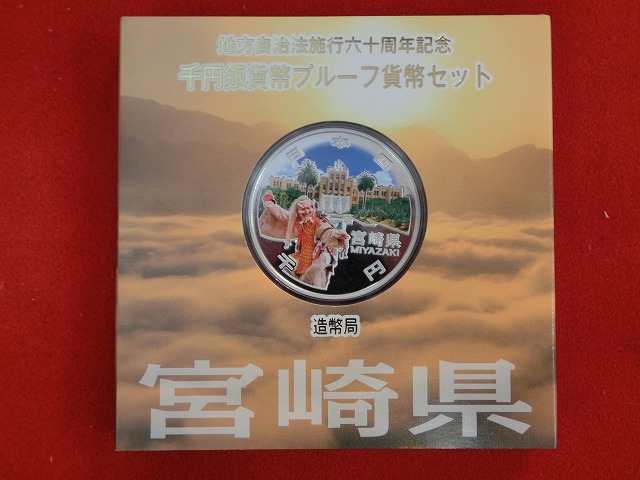 地方自治法施行六十周年記念
千円銀貨幣プルーフ貨幣セット
日本国
宮崎県
MIYAZAKI
千円
造幣局
宮崎県